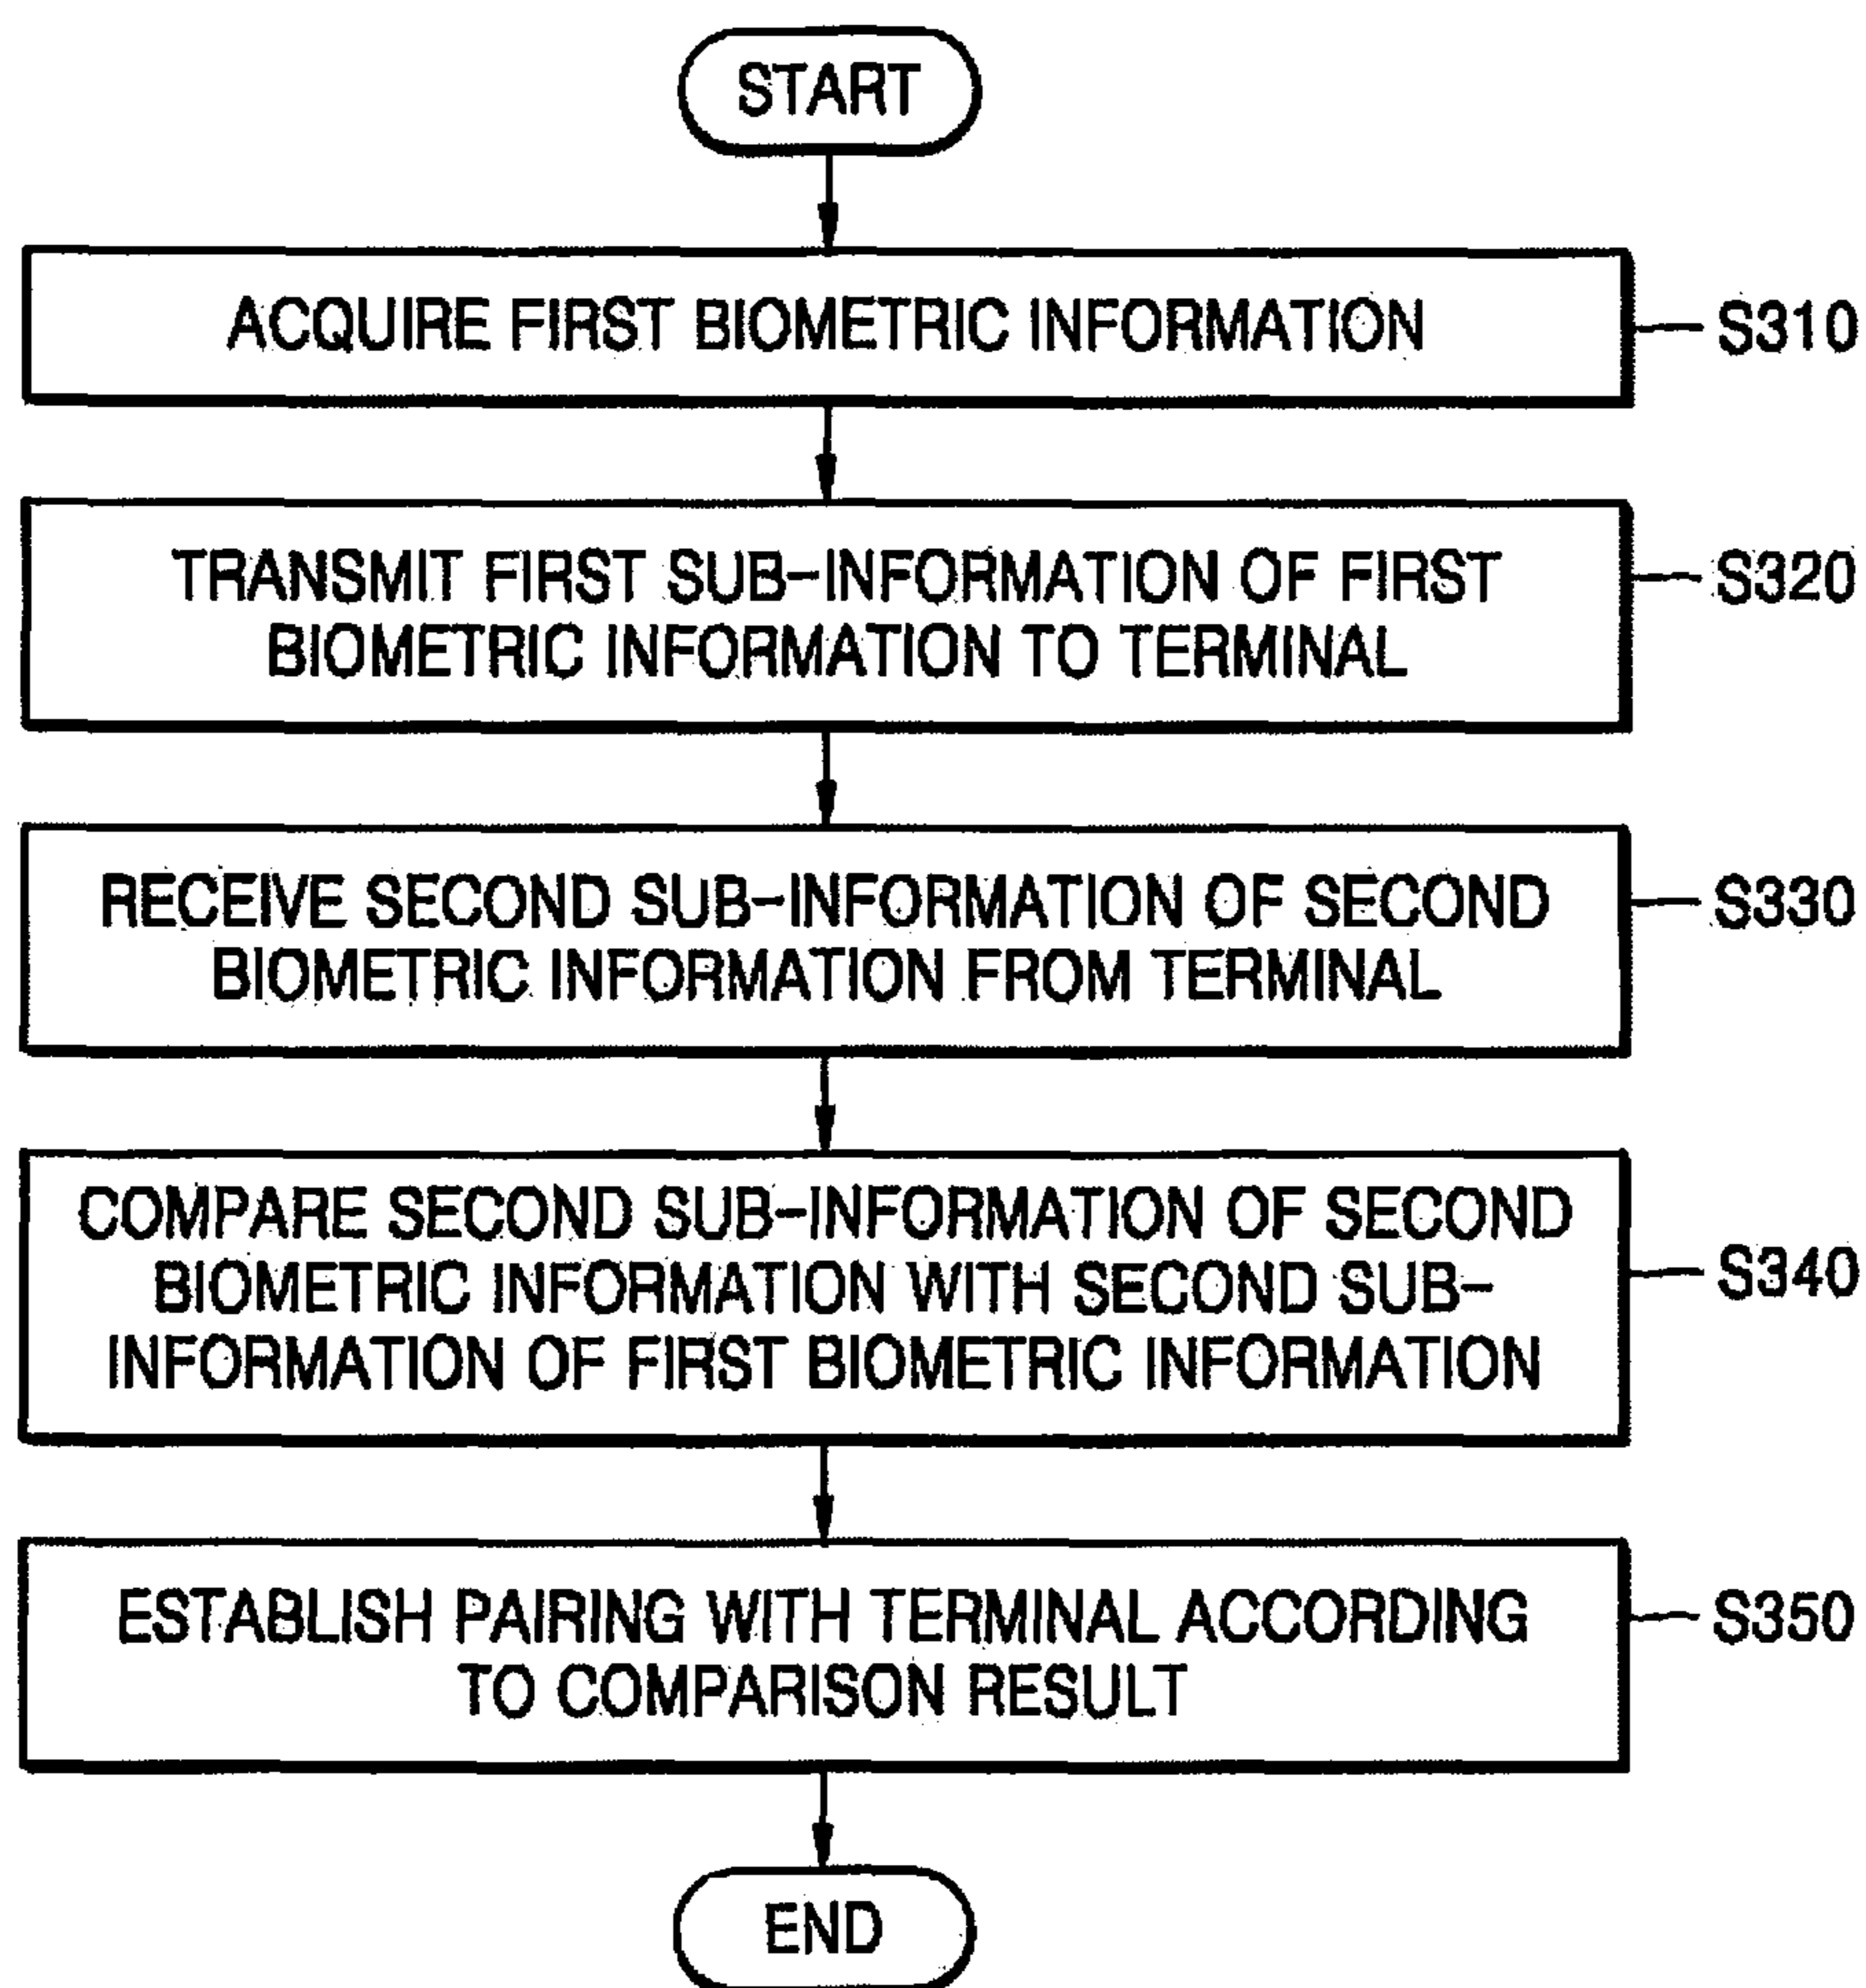 START
ACQUIRE FIRST BIOMETRIC INFORMATION
S310
TRANSMIT FIRST SUB-INFORMATION OF FIRST
BIOMETRIC INFORMATION TO TERMINAL
S320
RECEIVE SECOND SUB-INFORMATION OF SECOND
BIOMETRIC INFORMATION FROM TERMINAL
S330
COMPARE SECOND SUB-INFORMATION OF SECOND
BIOMETRIC INFORMATION WITH SECOND SUB-
INFORMATION OF FIRST BIOMETRIC INFORMATION
S340
ESTABLISH PAIRING WITH TERMINAL ACCORDING
TO COMPARISON RESULT
S350
END